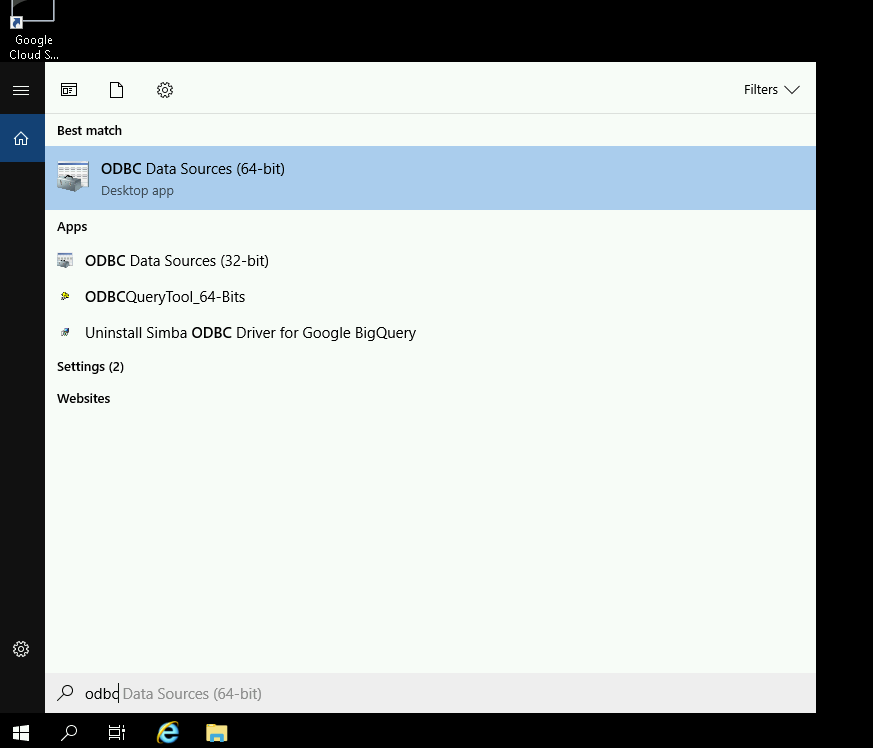 Google
Cloud S...
Filters
Best match
ODBC Data Sources (64-bit)
Desktop app
Apps
ODBC Data Sources (32-bit)
ODBCQueryTool_64-Bits
Uninstall Simba ODBC Driver for Google BigQuery
Settings (2)
Websites
odbc Data Sources (64-bit)